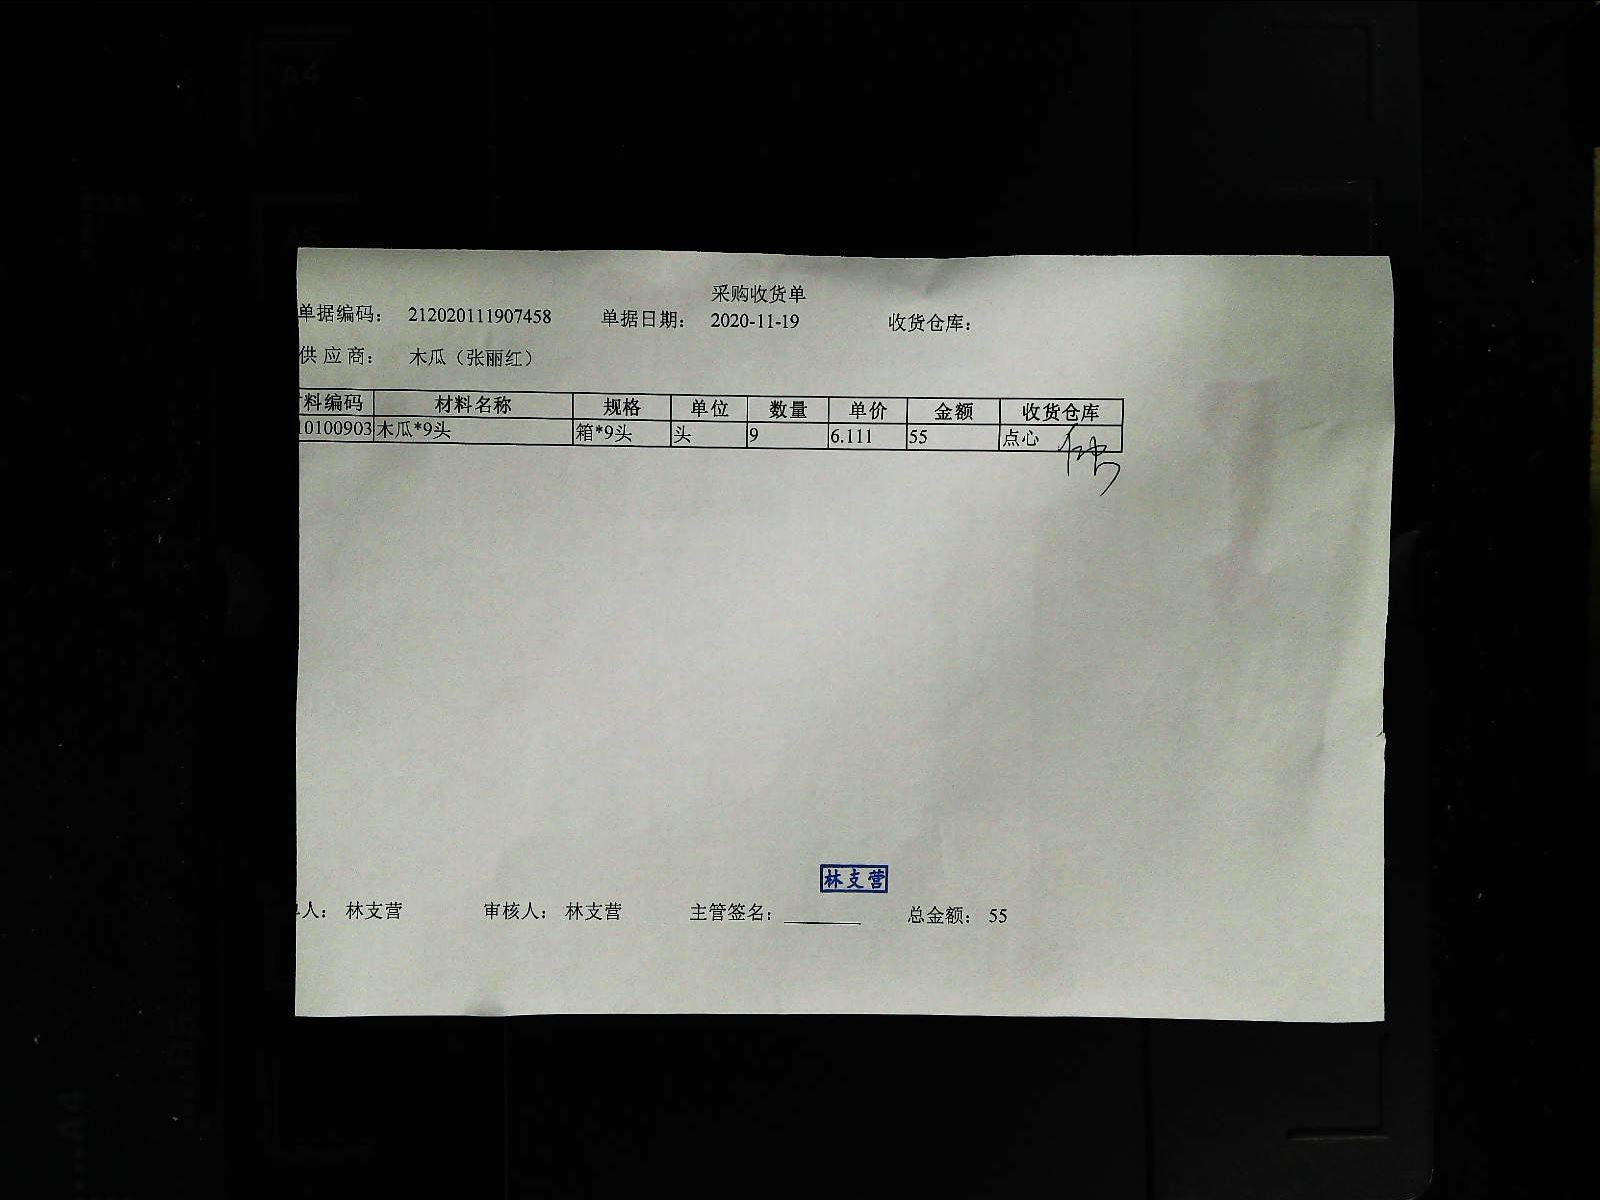 采购收货单
单据编码： 212020111907458 单据日期： 2020-11-19 收货仓库：
供 应 商： 木瓜（张丽红）
料编码 材料名称 规格 单位 数量 单价 金额 收货仓库
10100903 木瓜*9头 箱*9头 头 9 6.111 55 点心
林支营
人： 林支营 审核人： 林支营 主管签名： 总金额： 55